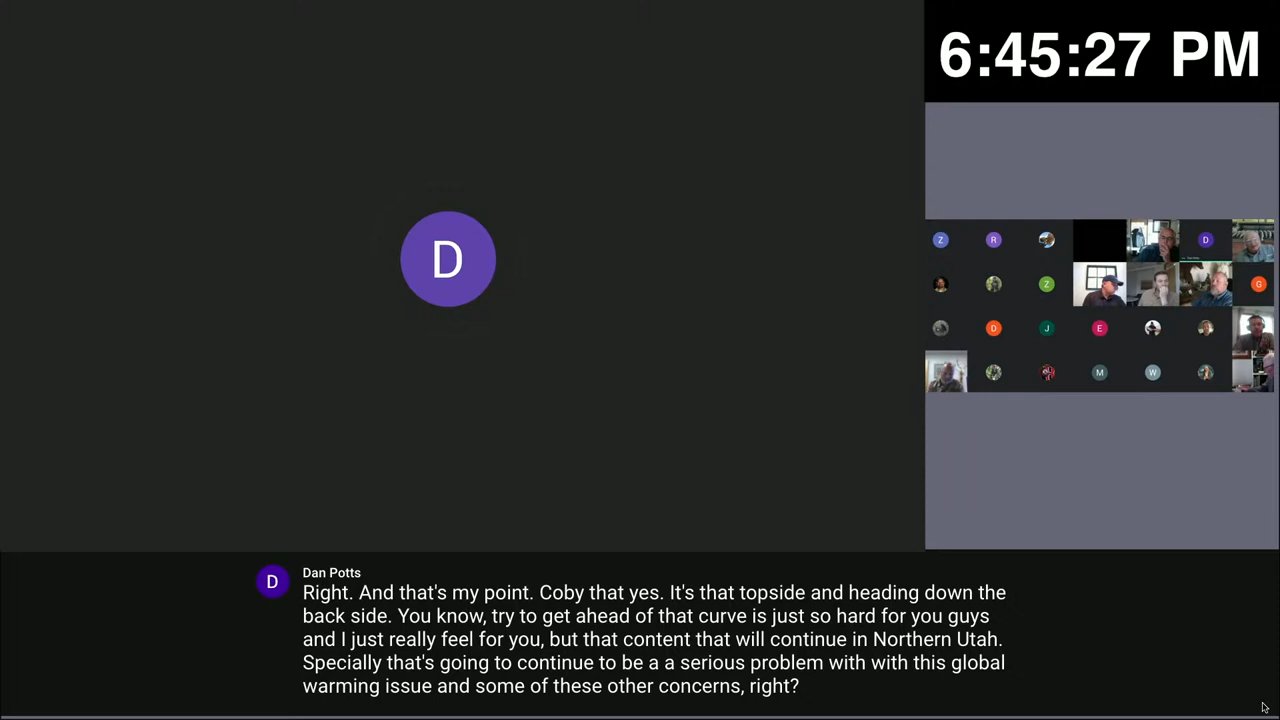 6:45:27 PM
D
Z
R
D
Z
G
D
J
E
M
W
D
Dan Potts
Right. And that's my point. Coby that yes. It's that topside and heading down the
back side. You know, try to get ahead of that curve is just so hard for you guys
and I just really feel for you, but that content that will continue in Northern Utah.
Specially that's going to continue to be a a serious problem with with this global
warming issue and some of these other concerns, right?